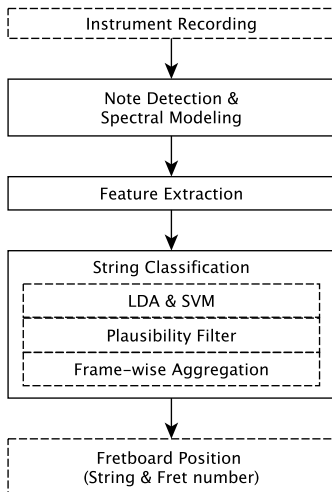 Instrument Recording
Note Detection &
Spectral Modeling
Feature Extraction
String Classification
LDA & SVM
Plausibility Filter
Frame-wise Aggregation
Fretboard Position
(String & Fret number)